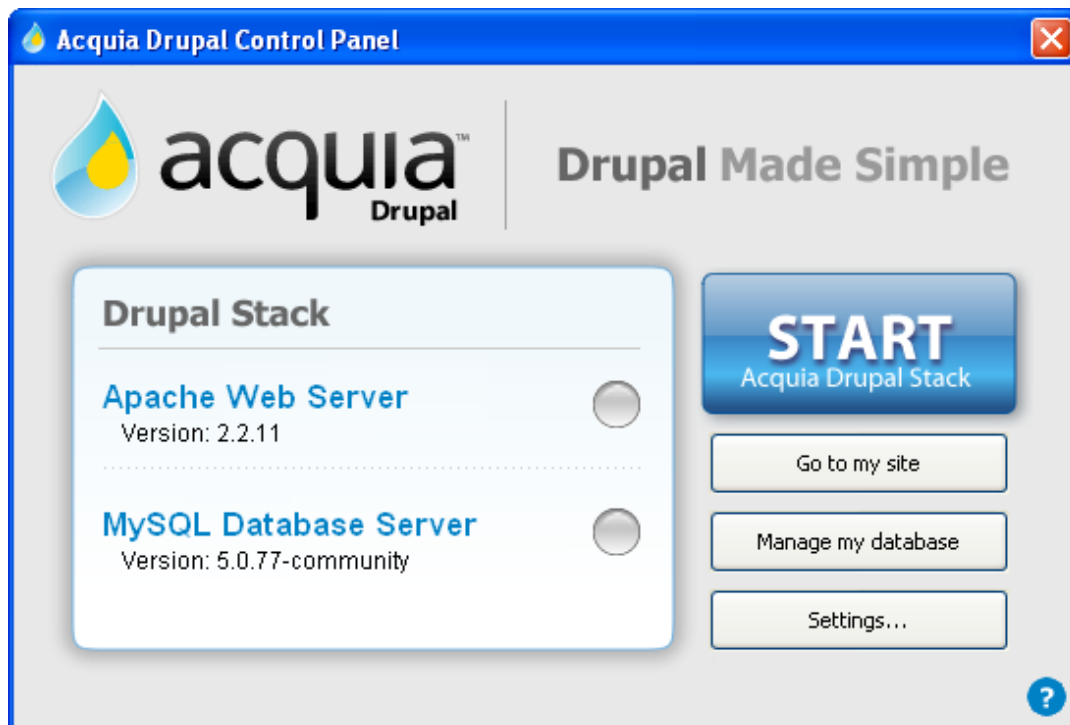 Acquia Drupal Control Panel
acquia™
Drupal
Drupal Made Simple
Drupal Stack
Apache Web Server
Version: 2.2.11
MySQL Database Server
Version: 5.0.77-community
START
Acquia Drupal Stack
Go to my site
Manage my database
Settings...
?